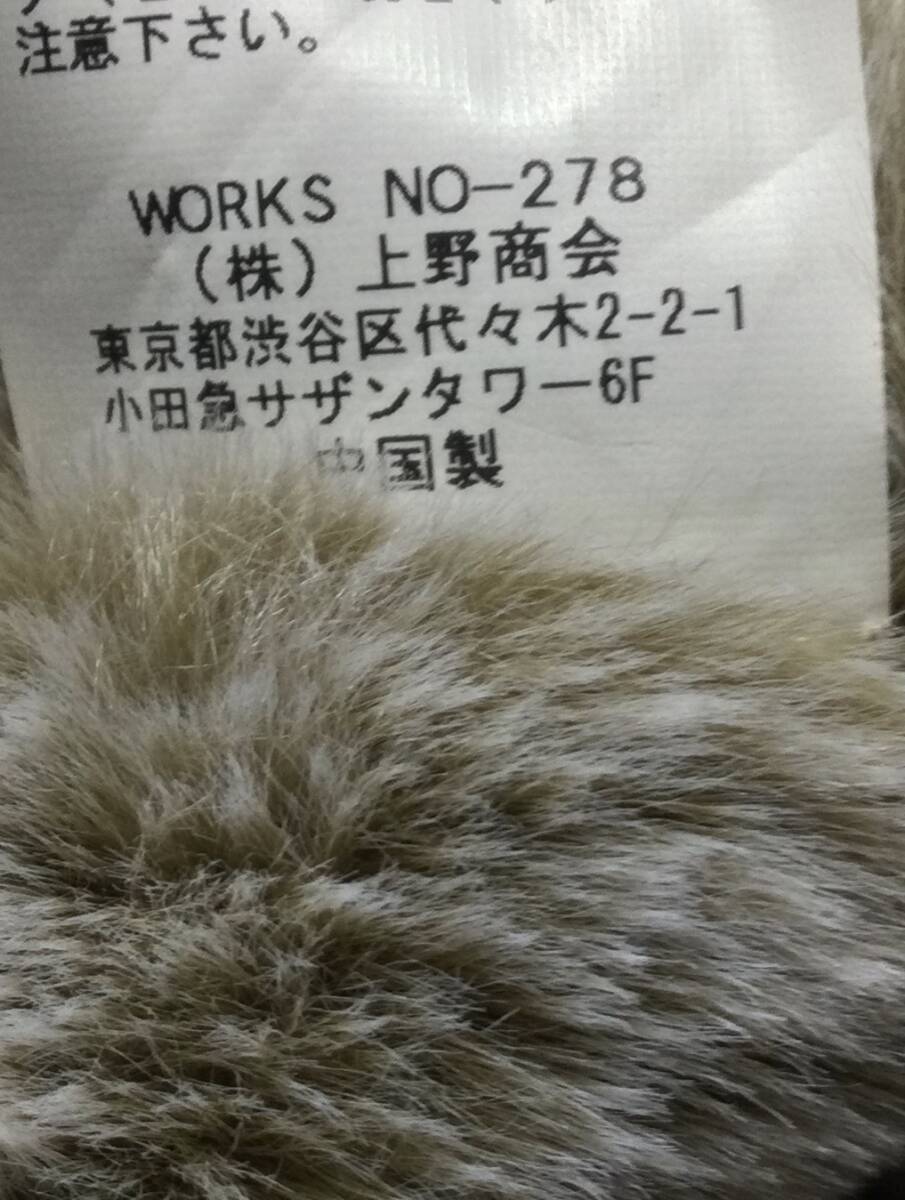 注意下さい。
WORKS NO-278
(株)上野商会
東京都渋谷区代々木2-2-1
小田急サザンタワー6F
中国製